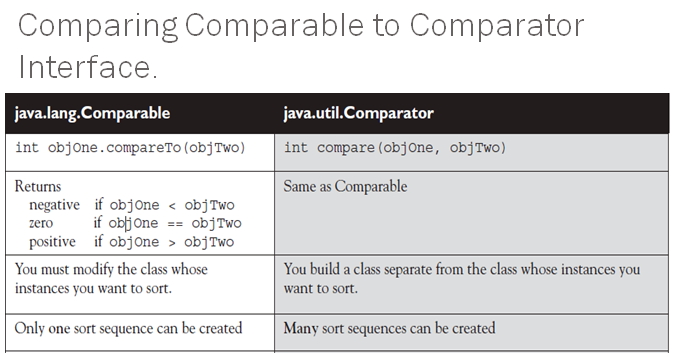 Comparing Comparable to Comparator
Interface.
java.lang.Comparable java.util.Comparator
int objOne.compareTo(objTwo) int compare(objOne, objTwo)
Returns Same as Comparable
negative if objOne < objTwo
zero if objOne == objTwo
positive if objOne > objTwo
You must modify the class whose
instances you want to sort.
You build a class separate from the class whose instances you
want to sort.
Only one sort sequence can be created Many sort sequences can be created